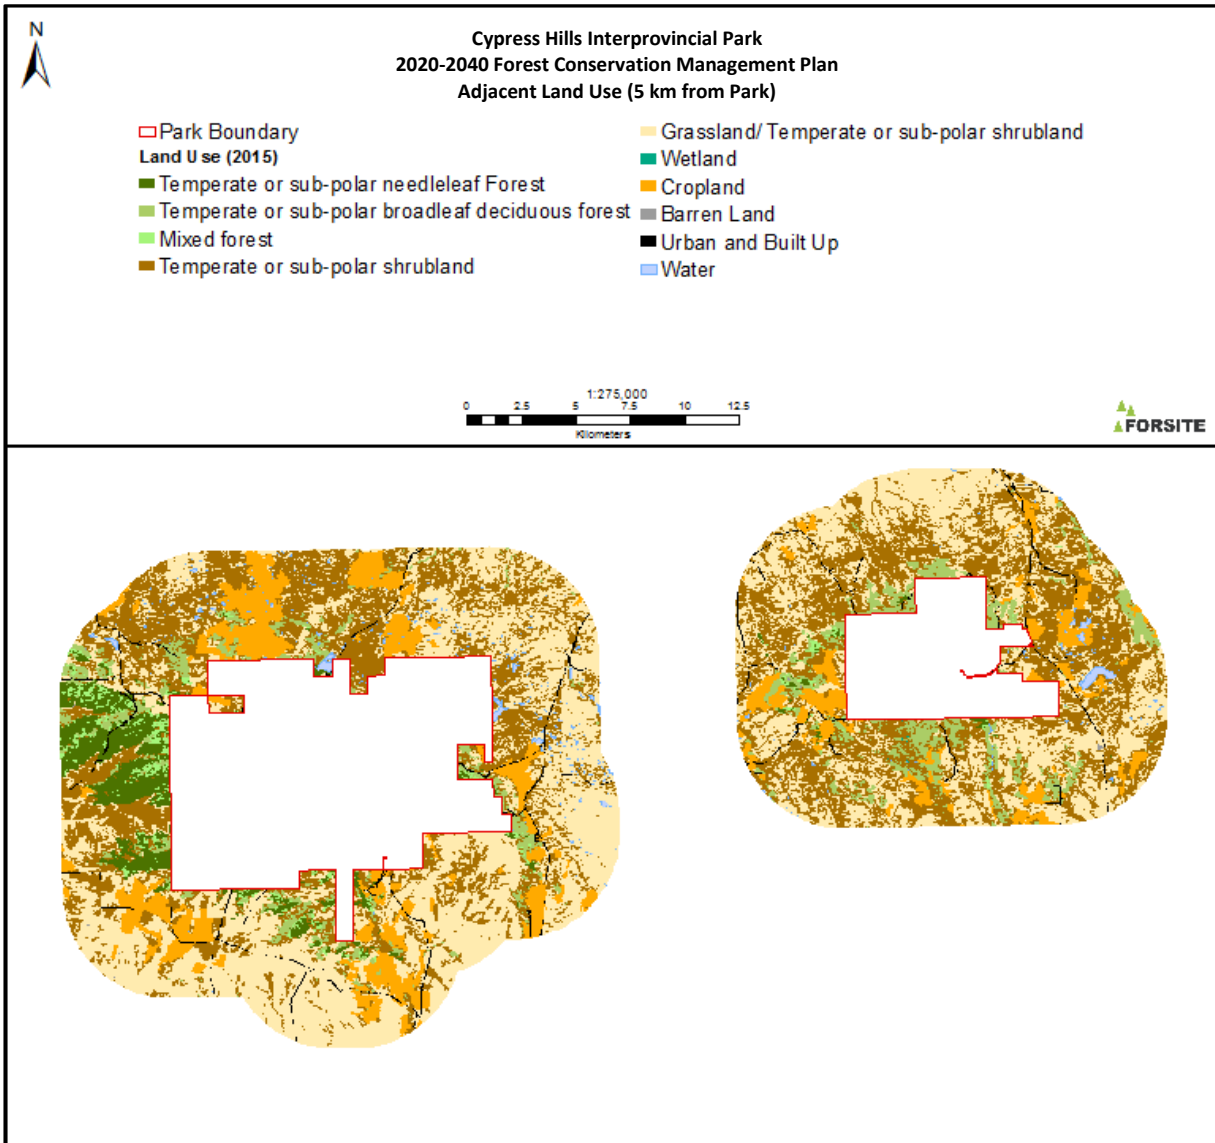 N
Cypress Hills Interprovincial Park
2020-2040 Forest Conservation Management Plan
Adjacent Land Use (5 km from Park)
Park Boundary
Land Use (2015)
Temperate or sub-polar needleleaf Forest
Temperate or sub-polar broadleaf deciduous forest
Mixed forest
Temperate or sub-polar shrubland
Grassland/ Temperate or sub-polar shrubland
Wetland
Cropland
Barren Land
Urban and Built Up
Water
1:275,000
0 2.5 5 7.5 10 12.5
Kilometers
FORSITE